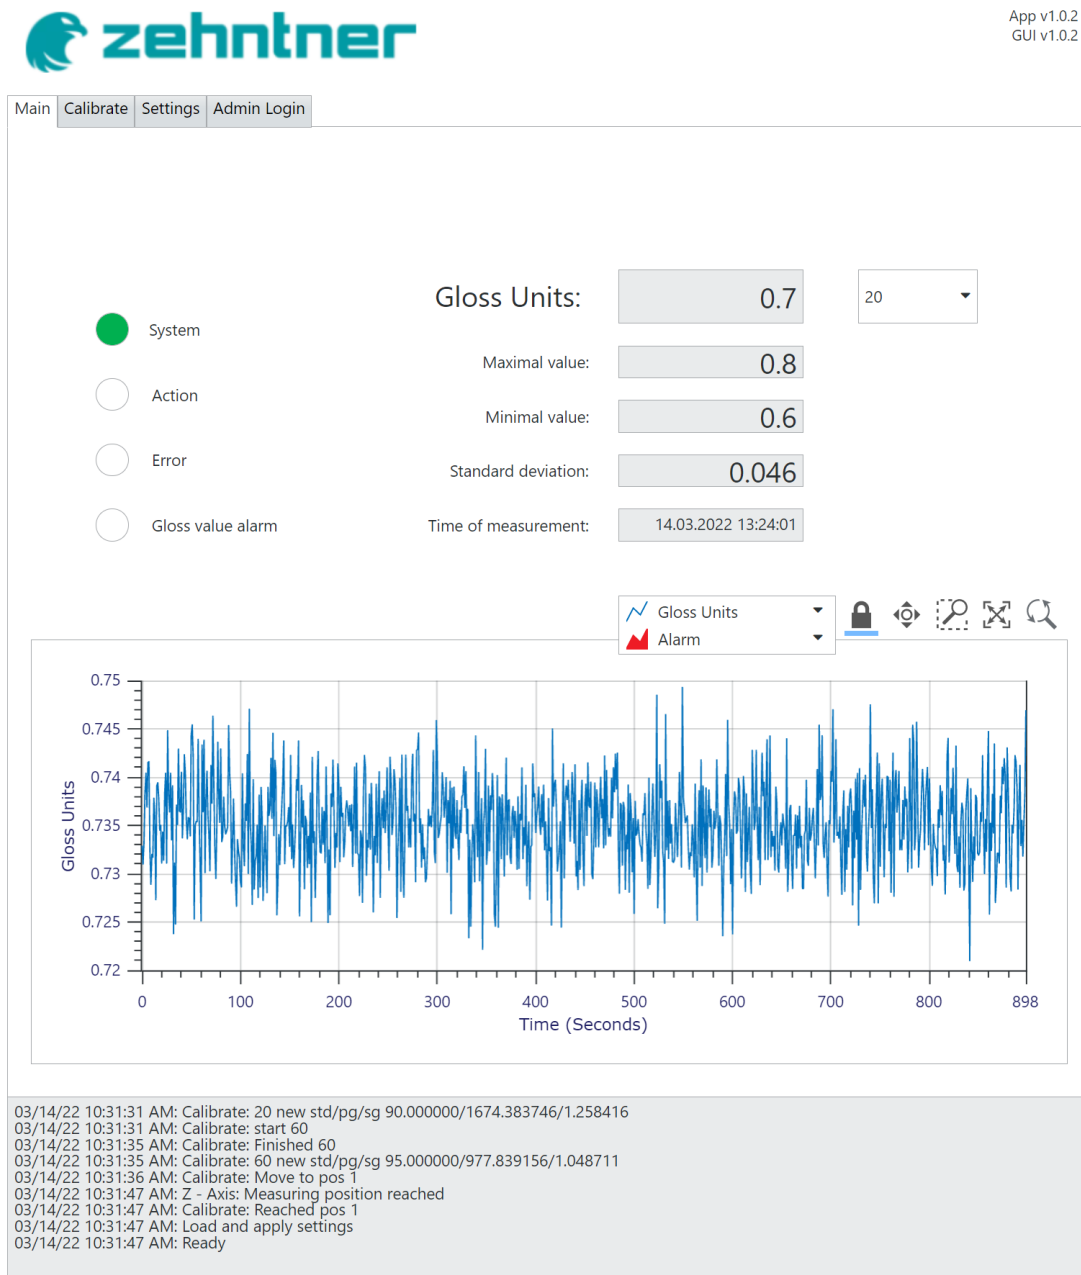 zehntner
App v1.0.2
GUI v1.0.2
Main
Calibrate
Settings
Admin Login
System
Action
Error
Gloss value alarm
Gloss Units: 0.7
20
Maximal value: 0.8
Minimal value: 0.6
Standard deviation: 0.046
Time of measurement: 14.03.2022 13:24:01
Gloss Units
Alarm
0.75
0.745
0.74
0.735
0.73
0.725
0.72
Gloss Units
0 100 200 300 400 500 600 700 800 898
Time (Seconds)
03/14/22 10:31:31 AM: Calibrate: 20 new std/pg/sg 90.000000/1674.383746/1.258416
03/14/22 10:31:31 AM: Calibrate: start 60
03/14/22 10:31:35 AM: Calibrate: Finished 60
03/14/22 10:31:35 AM: Calibrate: 60 new std/pg/sg 95.000000/977.839156/1.048711
03/14/22 10:31:36 AM: Calibrate: Move to pos 1
03/14/22 10:31:47 AM: Z - Axis: Measuring position reached
03/14/22 10:31:47 AM: Calibrate: Reached pos 1
03/14/22 10:31:47 AM: Load and apply settings
03/14/22 10:31:47 AM: Ready